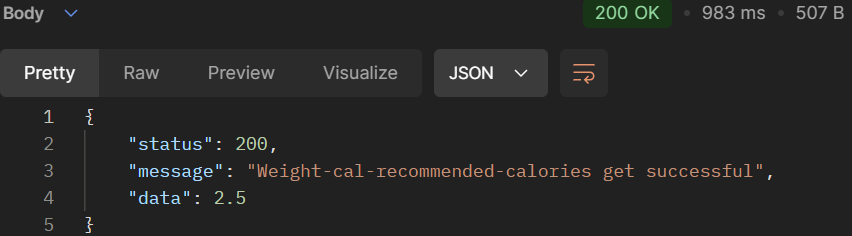 Body 200 OK • 983 ms • 507 B
Pretty Raw Preview Visualize JSON
1 {
2 "status": 200,
3 "message": "Weight-cal-recommended-calories get successful",
4 "data": 2.5
5 }